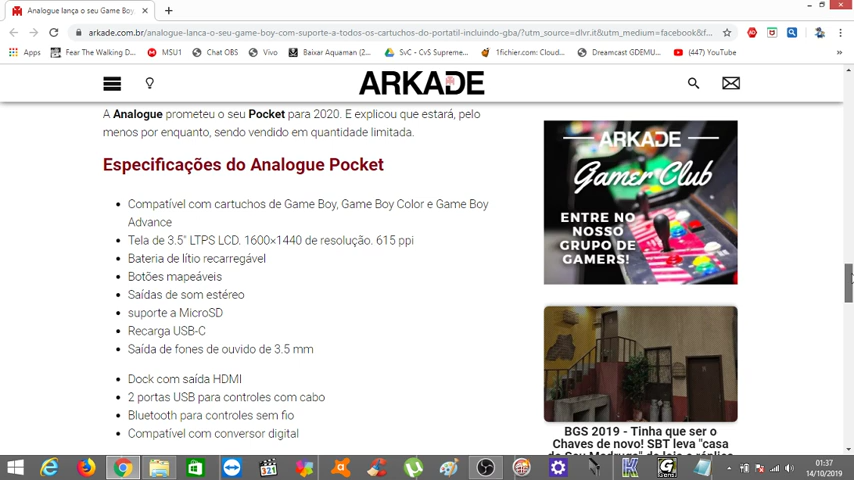 Analogue lança o seu Game Boy
arkade.com.br/analogue-lanca-o-seu-game-boy-com-suporte-a-todos-os-cartuchos-do-portatil-incluindo-gba/?utm_source=dlvr.it&utm_medium=facebook&f...
Apps
Fear The Walking D...
MSU1
Chat OBS
Vivo
Baixar Aquaman (2...
SvC - CvS Supreme...
1fichier.com: Cloud...
Dreamcast GDEMU...
(447) YouTube
ARKADE
A Analogue prometeu o seu Pocket para 2020. E explicou que estará, pelo
menos por enquanto, sendo vendido em quantidade limitada.
Especificações do Analogue Pocket
Compatível com cartuchos de Game Boy, Game Boy Color e Game Boy
Advance
Tela de 3.5" LTPS LCD. 1600×1440 de resolução. 615 ppi
Bateria de lítio recarregável
Botões mapeáveis
Saídas de som estéreo
suporte a MicroSD
Recarga USB-C
Saída de fones de ouvido de 3.5 mm
Dock com saída HDMI
2 portas USB para controles com cabo
Bluetooth para controles sem fio
Compatível com conversor digital
ARKADE
Gamer Club
ENTRE NO
NOSSO
GRUPO DE
GAMERS!
BGS 2019 - Tinha que ser o
Chaves de novo! SBT leva "casa
321
01:37
14/10/2019